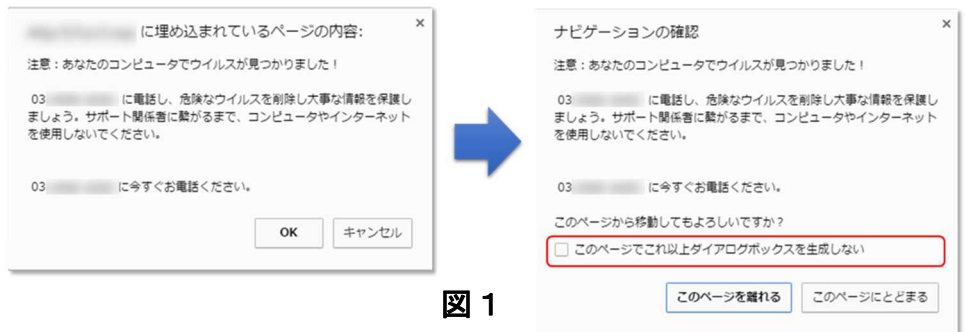 に埋め込まれているページの内容:
×
注意：あなたのコンピュータでウイルスが見つかりました！
03 に電話し、危険なウイルスを削除し大事な情報を保護し
ましょう。サポート関係者に繋がるまで、コンピュータやインターネット
を使用しないでください。
03 に今すぐお電話ください。
OK キャンセル
ナビゲーションの確認
×
注意：あなたのコンピュータでウイルスが見つかりました！
03 に電話し、危険なウイルスを削除し大事な情報を保護し
ましょう。サポート関係者に繋がるまで、コンピュータやインターネット
を使用しないでください。
03 に今すぐお電話ください。
このページから移動してもよろしいですか？
このページでこれ以上ダイアログボックスを生成しない
このページを離れる このページにとどまる
図１